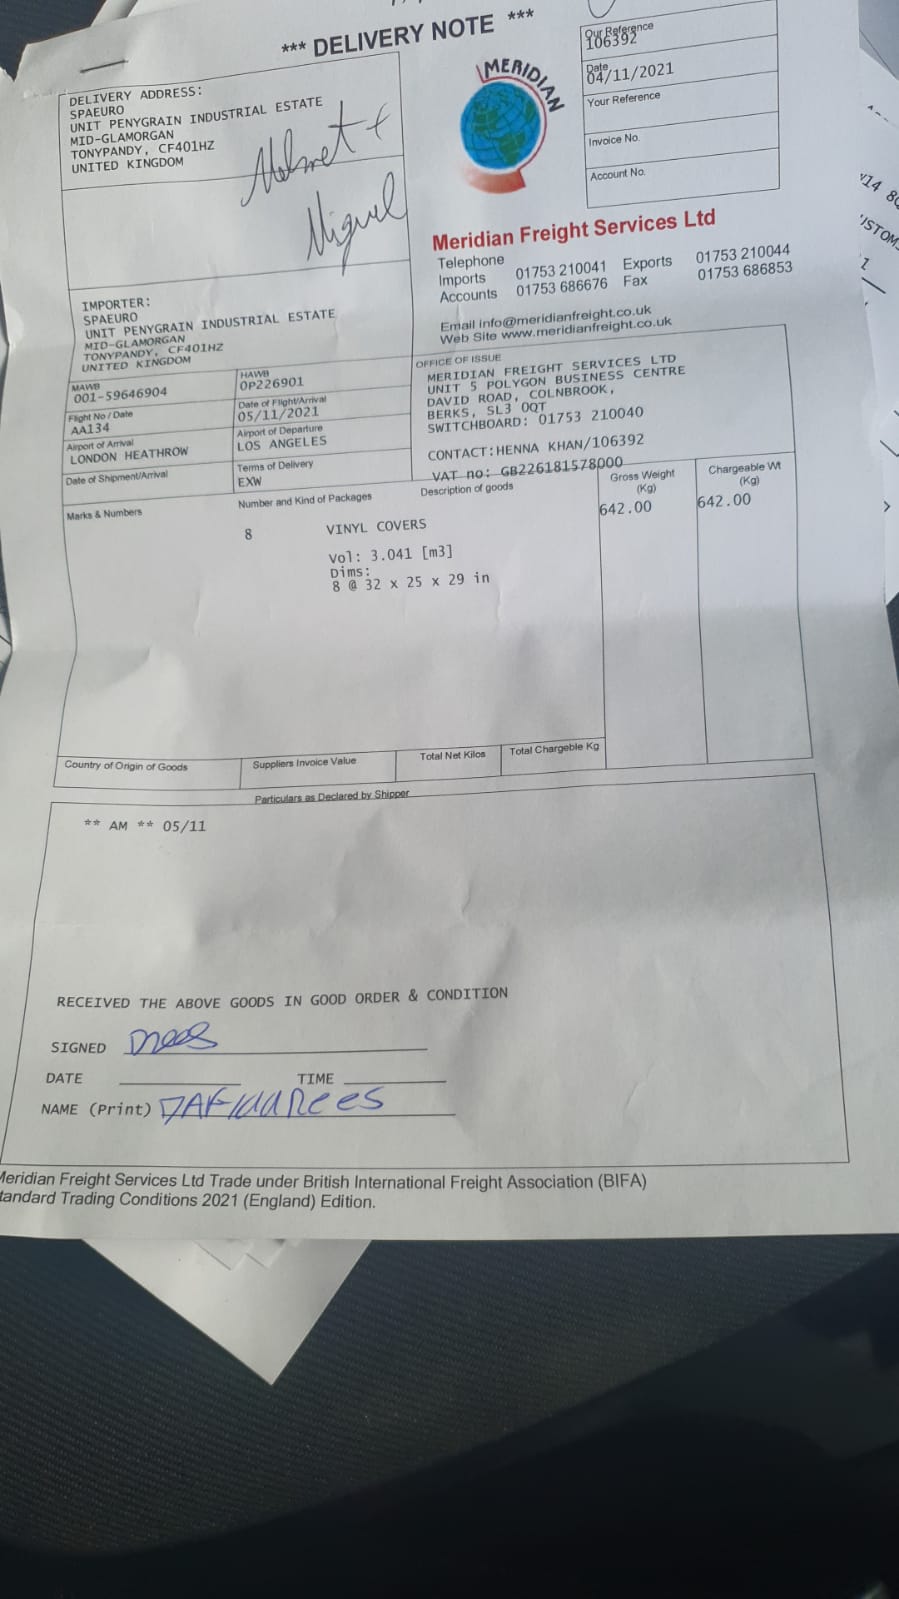 *** DELIVERY NOTE ***
DELIVERY ADDRESS:
SPAEURO
UNIT PENYGRAIN INDUSTRIAL ESTATE
MID-GLAMORGAN
TONYPANDY, CF401HZ
UNITED KINGDOM
Mehmet +
Miguel
MERIDIAN
Our Reference
106392
Date
04/11/2021
Your Reference
Invoice No.
Account No.
Meridian Freight Services Ltd
Telephone
Imports 01753 210041 Exports 01753 210044
Accounts 01753 686676 Fax 01753 686853
Email info@meridianfreight.co.uk
Web Site www.meridianfreight.co.uk
IMPORTER:
SPAEURO
UNIT PENYGRAIN INDUSTRIAL ESTATE
MID-GLAMORGAN
TONYPANDY, CF401HZ
UNITED KINGDOM
OFFICE OF ISSUE
MERIDIAN FREIGHT SERVICES LTD
UNIT 5 POLYGON BUSINESS CENTRE
DAVID ROAD, COLNBROOK,
BERKS, SL3 0QT
SWITCHBOARD: 01753 210040
CONTACT:HENNA KHAN/106392
VAT no: GB226181578000
MAWB
001-59646904
HAWB
OP226901
Flight No / Date
AA134
Date of Flight/Arrival
05/11/2021
Airport of Arrival
LONDON HEATHROW
Airport of Departure
LOS ANGELES
Date of Shipment/Arrival
Terms of Delivery
EXW
Marks & Numbers
Number and Kind of Packages
Description of goods
Gross Weight
(Kg)
Chargeable Wt
(Kg)
8 VINYL COVERS
642.00 642.00
Vol: 3.041 [m3]
Dims:
8 @ 32 x 25 x 29 in
Country of Origin of Goods
Suppliers Invoice Value
Total Net Kilos
Total Chargeble Kg
Particulars as Declared by Shipper
** AM ** 05/11
RECEIVED THE ABOVE GOODS IN GOOD ORDER & CONDITION
SIGNED
DATE TIME
NAME (Print)
Meridian Freight Services Ltd Trade under British International Freight Association (BIFA)
Standard Trading Conditions 2021 (England) Edition.